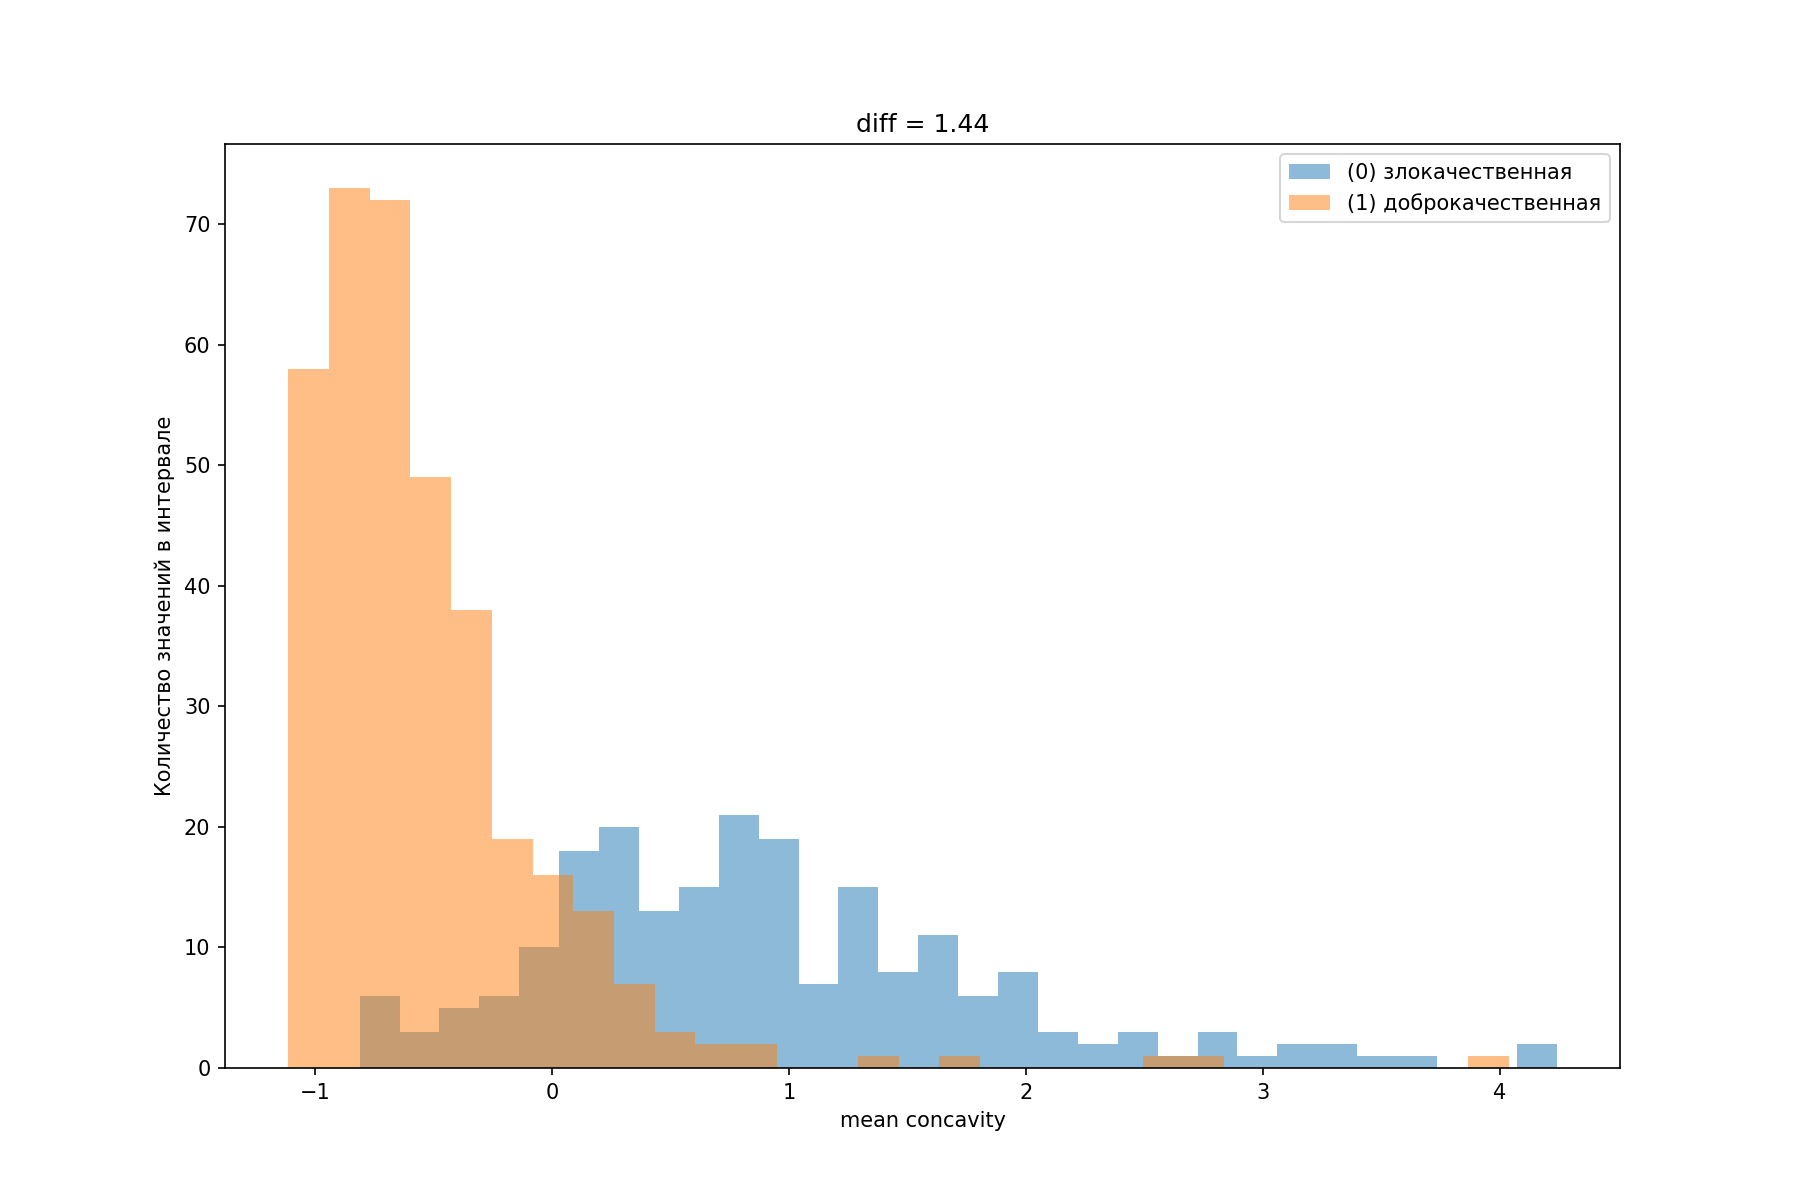 diff = 1.44
(0) злокачественная
(1) доброкачественная
Количество значений в интервале
70
60
50
40
30
20
10
0
−1
0
1
2
3
4
mean concavity